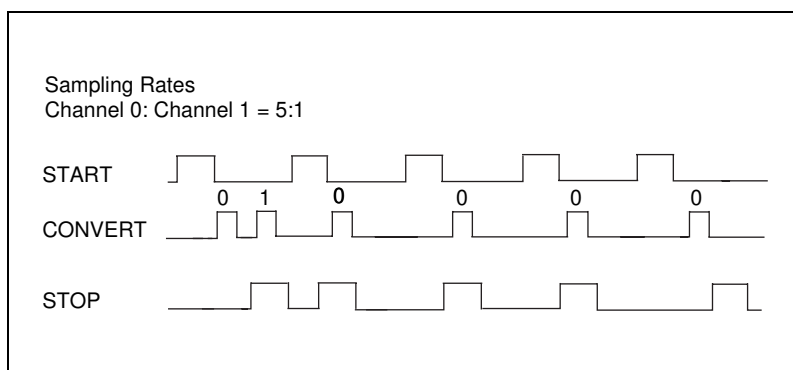 Sampling Rates
Channel 0: Channel 1 = 5:1
START
0 1 0 0 0 0
CONVERT
STOP